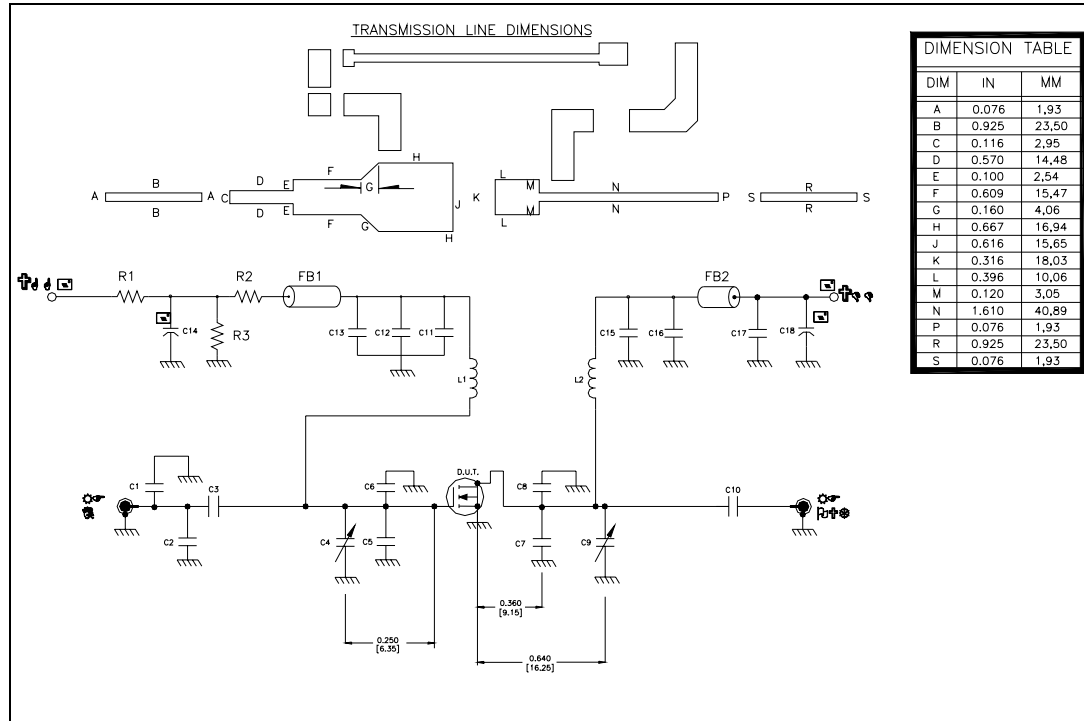 TRANSMISSION LINE DIMENSIONS
DIMENSION TABLE
DIM IN MM
A 0.076 1,93
B 0.925 23,50
C 0.116 2,95
D 0.570 14,48
E 0.100 2,54
F 0.609 15,47
G 0.160 4,06
H 0.667 16,94
J 0.616 15,65
K 0.316 18,03
L 0.396 10,06
M 0.120 3,05
N 1.610 40,89
P 0.076 1,93
R 0.925 23,50
S 0.076 1,93
H
B D E F G L M N R
A A C J K P S S
B D E F G H L M N R
R1 R2 FB1 FB2
C14 R3 C13 C12 C11 C15 C16 C17 C18
L1 L2
D.U.T.
C1 C3 C6 C8 C10
C2 C4 C5 C7 C9
0.360
[9.15]
0.250
[6.35]
0.640
[16.25]